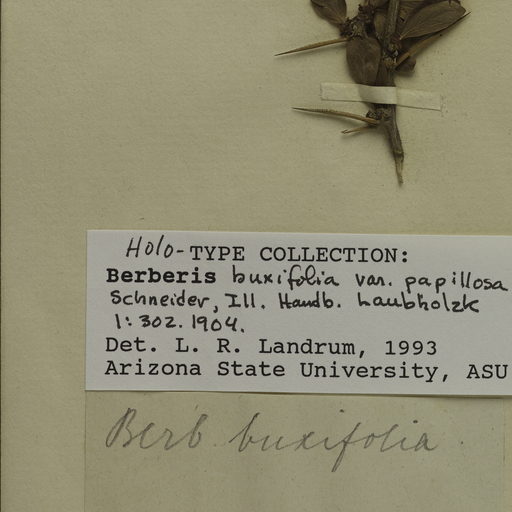 Holo-TYPE COLLECTION:
Berberis buxifolia var. papillosa
Schneider, Ill. Handb. Laubholzk
1: 302. 1904.
Det. L. R. Landrum, 1993
Arizona State University, ASU
Berb. buxifolia